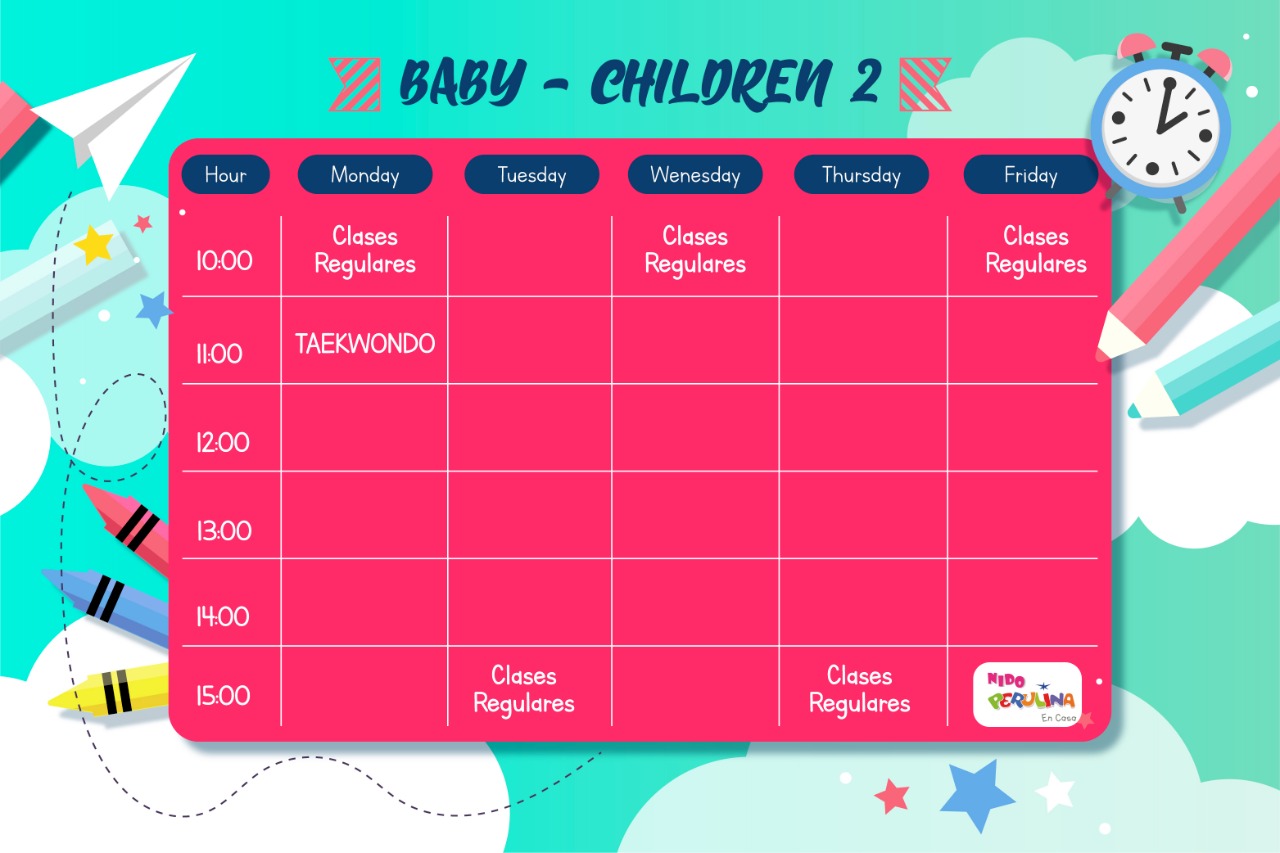 BABY - CHILDREN 2
Hour Monday Tuesday Wenesday Thursday Friday
10:00 Clases Regulares Clases Regulares Clases Regulares
11:00 TAEKWONDO
12:00
13:00
14:00
15:00 Clases Regulares Clases Regulares
NIDO
PERULINA
En Casa